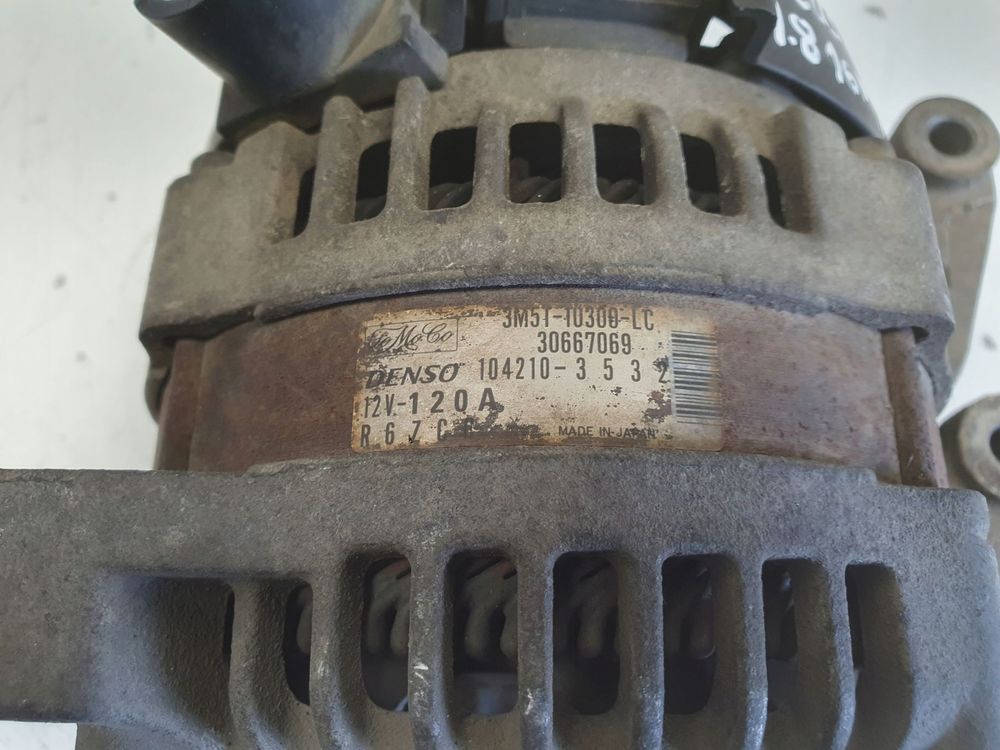 3M5T-10300-LC
FoMoCo 30667069
DENSO 104210-3532
12V-120A
MADE IN JAPAN